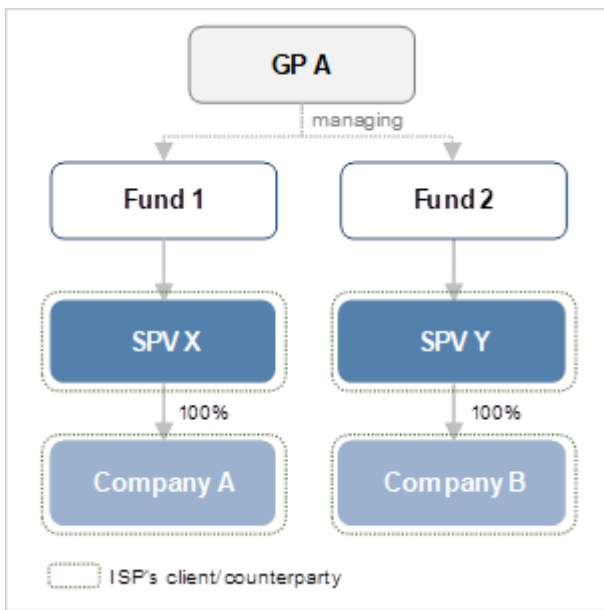 GP A
managing
Fund 1
Fund 2
SPV X
SPV Y
100%
100%
Company A
Company B
ISP's client/counterparty